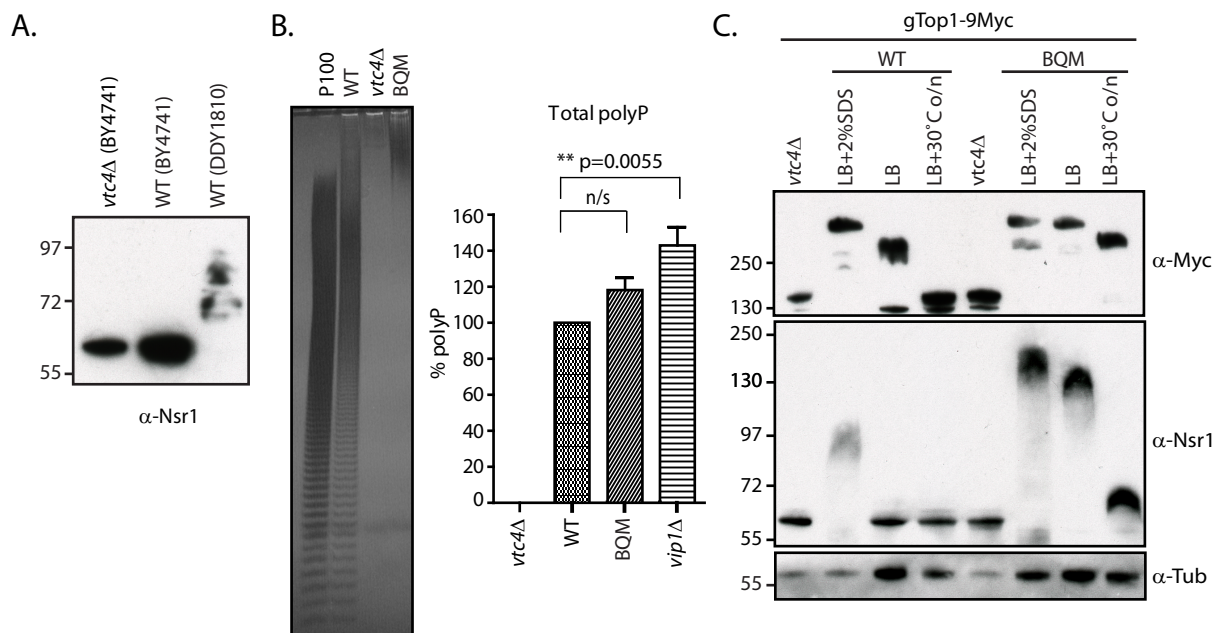 A.
vtc4Δ (BY4741)
WT (BY4741)
WT (DDY1810)
97
72
55
α-Nsr1
B.
P100
WT
vtc4Δ
BQM
Total polyP
** p=0.0055
n/s
% polyP
160
140
120
100
80
60
40
20
0
vtc4Δ
WT
BQM
vip1Δ
C.
gTop1-9Myc
WT
BQM
vtc4Δ
LB+2%SDS
LB
LB+30˚C o/n
vtc4Δ
LB+2%SDS
LB
LB+30˚C o/n
250
130
α-Myc
250
130
97
72
55
α-Nsr1
55
α-Tub